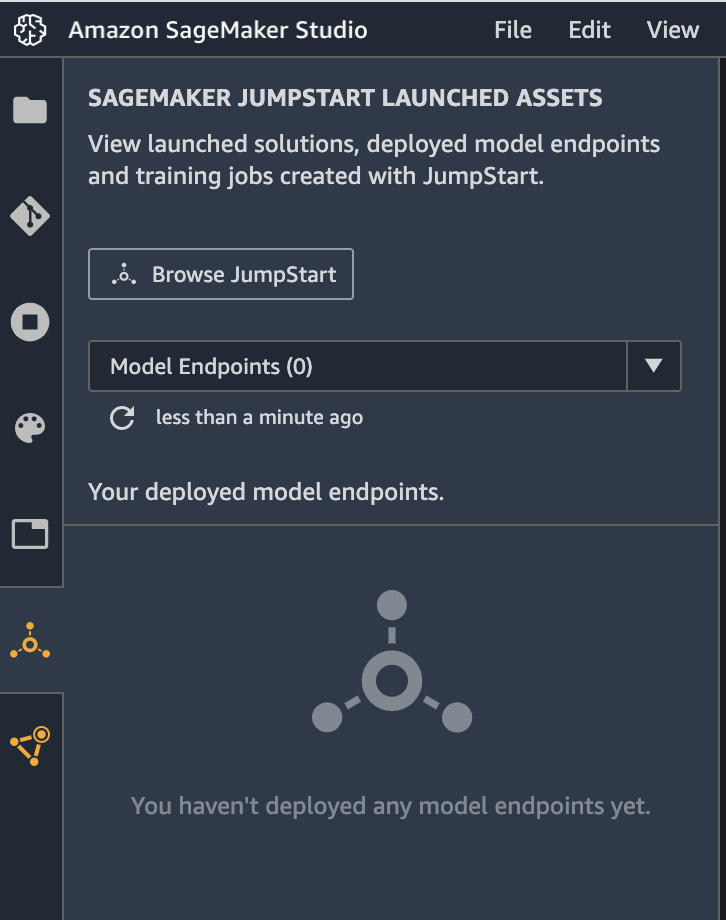 Amazon SageMaker Studio File Edit View
SAGEMAKER JUMPSTART LAUNCHED ASSETS
View launched solutions, deployed model endpoints
and training jobs created with JumpStart.
Browse JumpStart
Model Endpoints (0)
less than a minute ago
Your deployed model endpoints.
You haven't deployed any model endpoints yet.